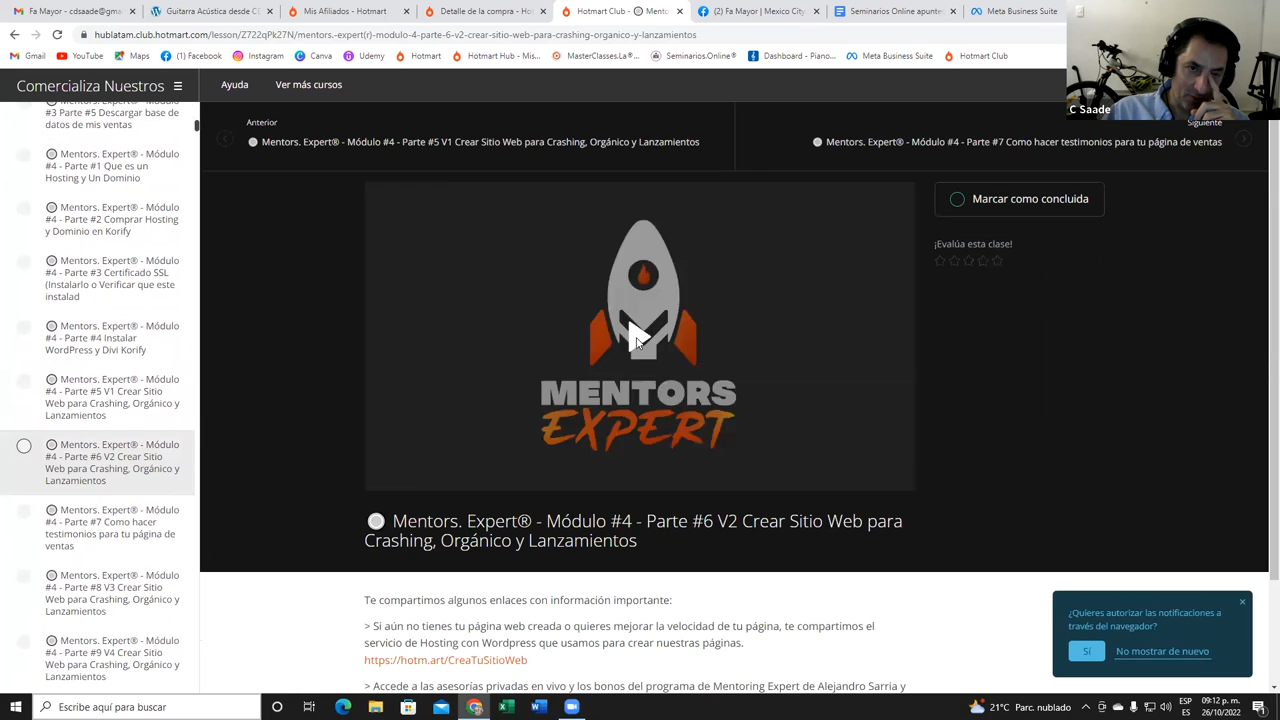 Fa Mayor - c.dsaade@
Guitarra Acústica desde C
Mis Afiliados - Hotmart
Detalle de la compra - Ho
Hotmart Club - Mento
(2) Fa Mayor | Mexico City
Seminarios Online apunte
Meta Business Suite
hublatam.club.hotmart.com/lesson/Z722qPk27N/mentors.-expert(r)-modulo-4-parte-6-v2-crear-sitio-web-para-crashing-organico-y-lanzamientos
Gmail
YouTube
Maps
Facebook
Instagram
Canva
Udemy
Hotmart
Hotmart Hub - Mis...
MasterClasses.La®...
Seminarios.Online®...
Dashboard - Piano...
Meta Business Suite
Hotmart Club
C Saade
Comercializa Nuestros
Ayuda
Ver más cursos
Mentors. Expert® - Módulo
#3 Parte #5 Descargar base de
datos de mis ventas
Mentors. Expert® - Módulo
#4 - Parte #1 Que es un
Hosting y Un Dominio
Mentors. Expert® - Módulo
#4 - Parte #2 Comprar Hosting
y Dominio en Korify
Mentors. Expert® - Módulo
#4 - Parte #3 Certificado SSL
(Instalarlo o Verificar que este
instalad
Mentors. Expert® - Módulo
#4 - Parte #4 Instalar
WordPress y Divi Korify
Mentors. Expert® - Módulo
#4 - Parte #5 V1 Crear Sitio
Web para Crashing, Orgánico y
Lanzamientos
Mentors. Expert® - Módulo
#4 - Parte #6 V2 Crear Sitio
Web para Crashing, Orgánico y
Lanzamientos
Mentors. Expert® - Módulo
#4 - Parte #7 Como hacer
testimonios para tu página de
ventas
Mentors. Expert® - Módulo
#4 - Parte #8 V3 Crear Sitio
Web para Crashing, Orgánico y
Lanzamientos
Mentors. Expert® - Módulo
#4 - Parte #9 V4 Crear Sitio
Web para Crashing, Orgánico y
Lanzamientos
Anterior
Mentors. Expert® - Módulo #4 - Parte #5 V1 Crear Sitio Web para Crashing, Orgánico y Lanzamientos
Siguiente
Mentors. Expert® - Módulo #4 - Parte #7 Como hacer testimonios para tu página de ventas
MENTORS
EXPERT
Marcar como concluida
¡Evalúa esta clase!
Mentors. Expert® - Módulo #4 - Parte #6 V2 Crear Sitio Web para
Crashing, Orgánico y Lanzamientos
Te compartimos algunos enlaces con información importante:
> Si aún no tienes tu página web creada o quieres mejorar la velocidad de tu página, te compartimos el
servicio de Hosting con Wordpress que usamos para crear nuestras páginas.
https://hotm.art/CreaTuSitioWeb
> Accede a las asesorias privadas en vivo y los bonos del programa de Mentoring Expert de Alejandro Sarria y
¿Quieres autorizar las notificaciones a
través del navegador?
Sí
No mostrar de nuevo
Escribe aquí para buscar
21°C Parc. nublado
ESP
ES
09:12 p. m.
26/10/2022